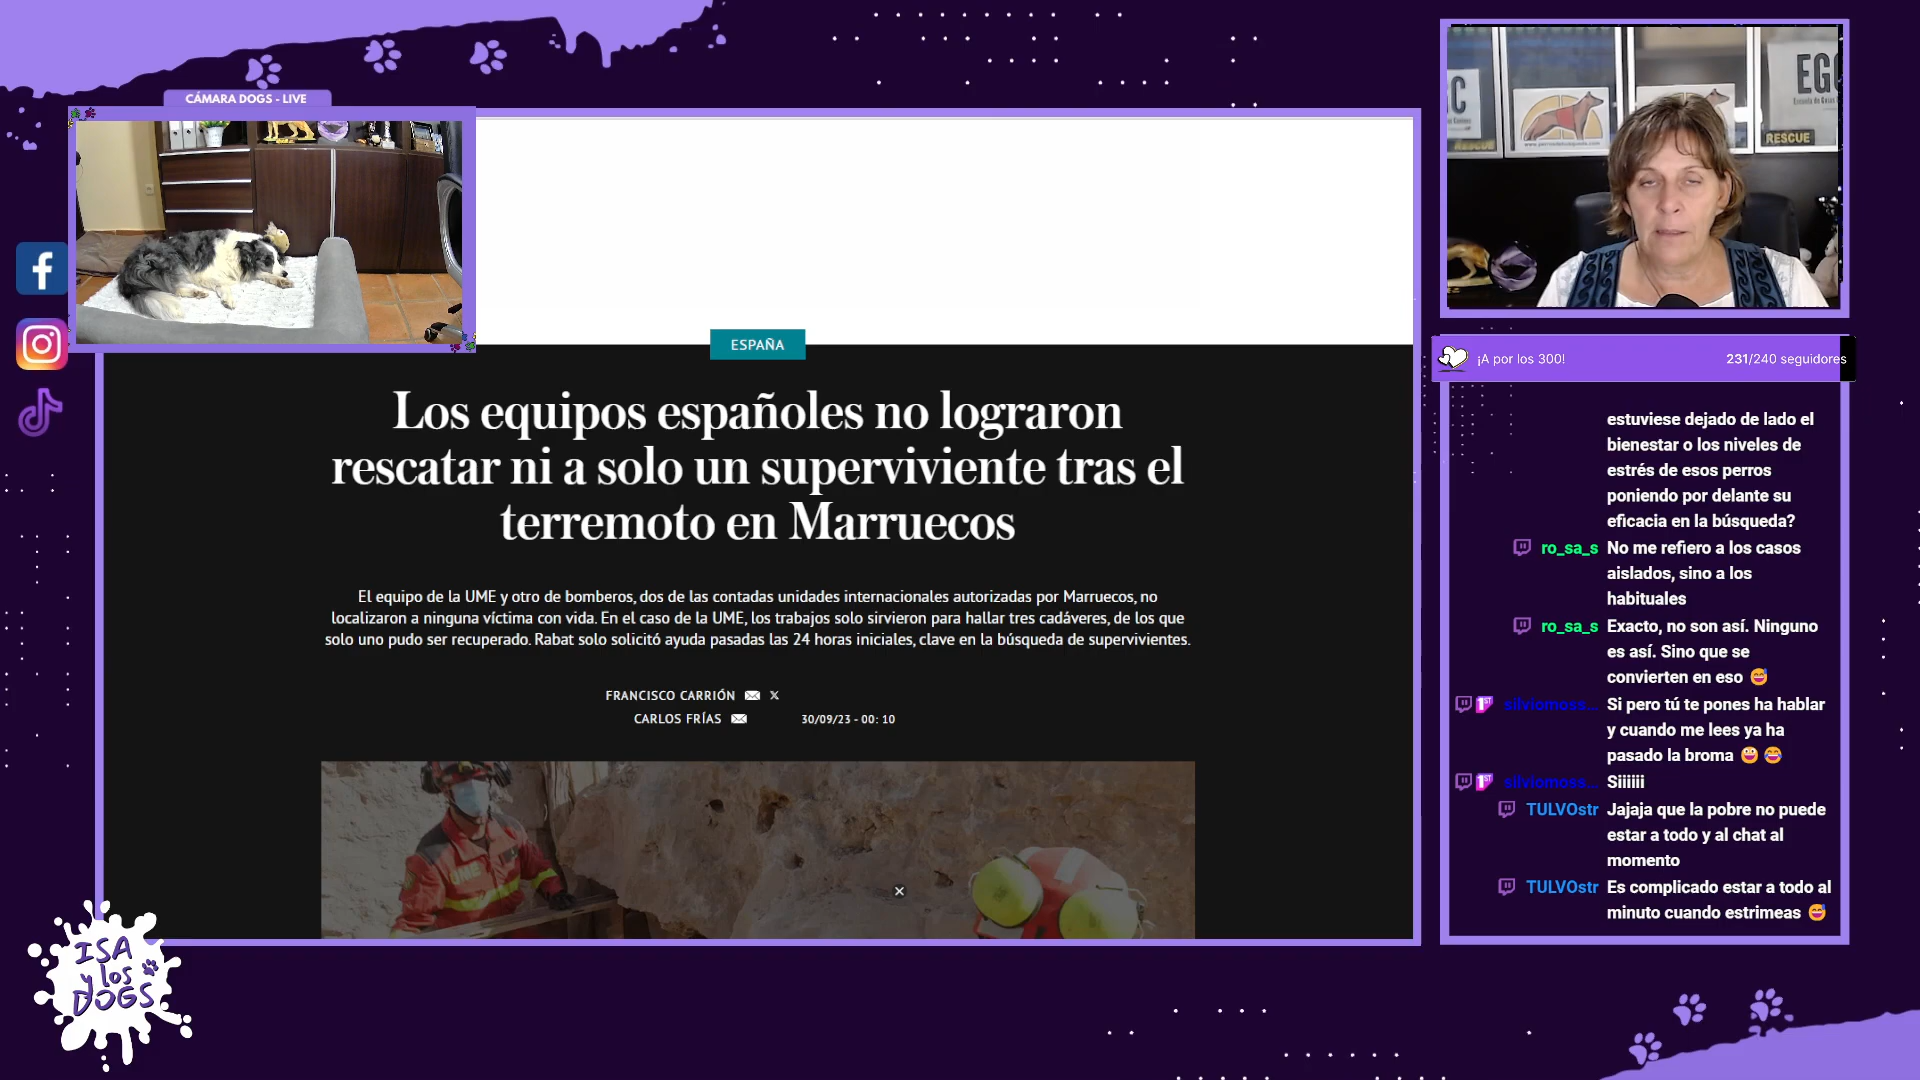 CÁMARA DOGS - LIVE
ESPAÑA
Los equipos españoles no lograron
rescatar ni a solo un superviviente tras el
terremoto en Marruecos
El equipo de la UME y otro de bomberos, dos de las contadas unidades internacionales autorizadas por Marruecos, no
localizaron a ninguna víctima con vida. En el caso de la UME, los trabajos solo sirvieron para hallar tres cadáveres, de los que
solo uno pudo ser recuperado. Rabat solo solicitó ayuda pasadas las 24 horas iniciales, clave en la búsqueda de supervivientes.
FRANCISCO CARRIÓN
CARLOS FRÍAS
30/09/23 - 00: 10
UME
ISA
y los
DOGS
C
RESCUE
EGC
RESCUE
¡A por los 300!
231/240 seguidores
estuviese dejado de lado el
bienestar o los niveles de
estrés de esos perros
poniendo por delante su
eficacia en la búsqueda?
ro_sa_s No me refiero a los casos
aislados, sino a los
habituales
ro_sa_s Exacto, no son así. Ninguno
es así. Sino que se
convierten en eso 😅
silviomoss... Si pero tú te pones ha hablar
y cuando me lees ya ha
pasado la broma 😀 😂
silviomoss... Siiiiii
TULVOstr Jajaja que la pobre no puede
estar a todo y al chat al
momento
TULVOstr Es complicado estar a todo al
minuto cuando estrimeas 😅